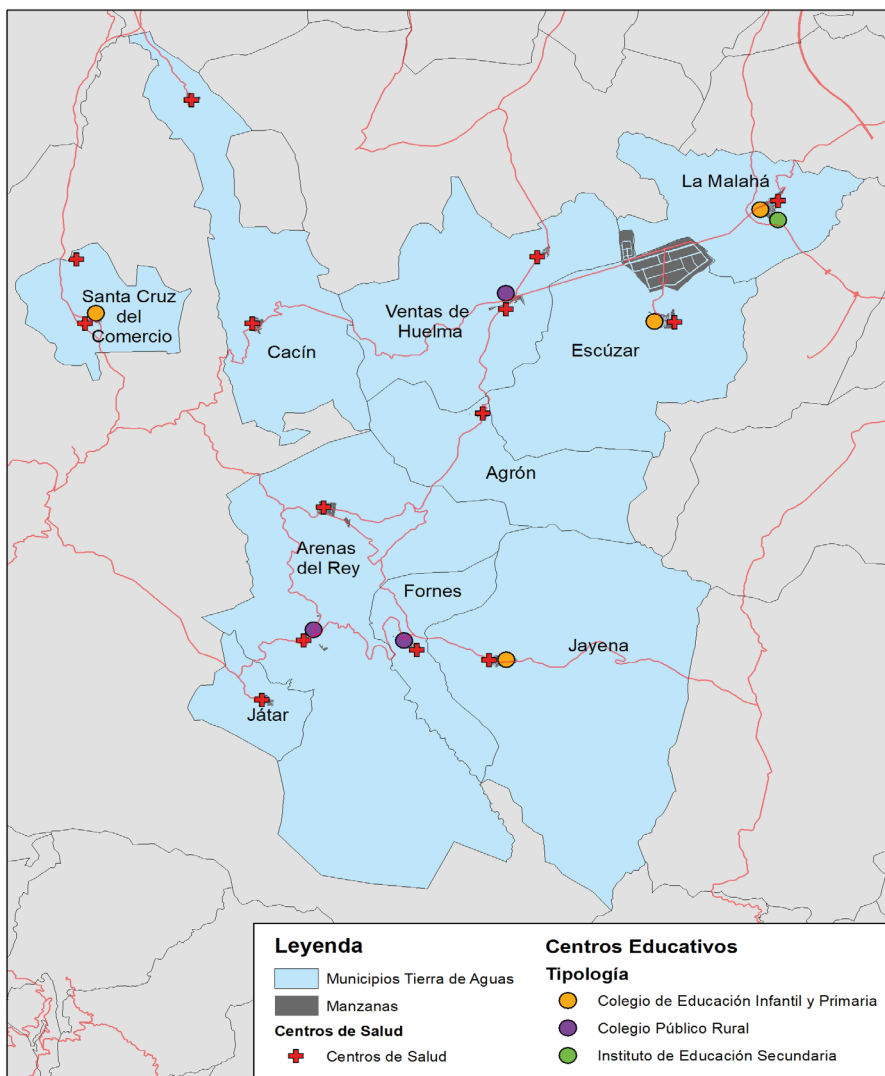 La Malahá
Santa Cruz
del
Comercio
Ventas de
Huelma
Cacín
Escúzar
Agrón
Arenas
del Rey
Fornes
Jayena
Játar
Leyenda
Municipios Tierra de Aguas
Manzanas
Centros de Salud
Centros de Salud
Centros Educativos
Tipología
Colegio de Educación Infantil y Primaria
Colegio Público Rural
Instituto de Educación Secundaria